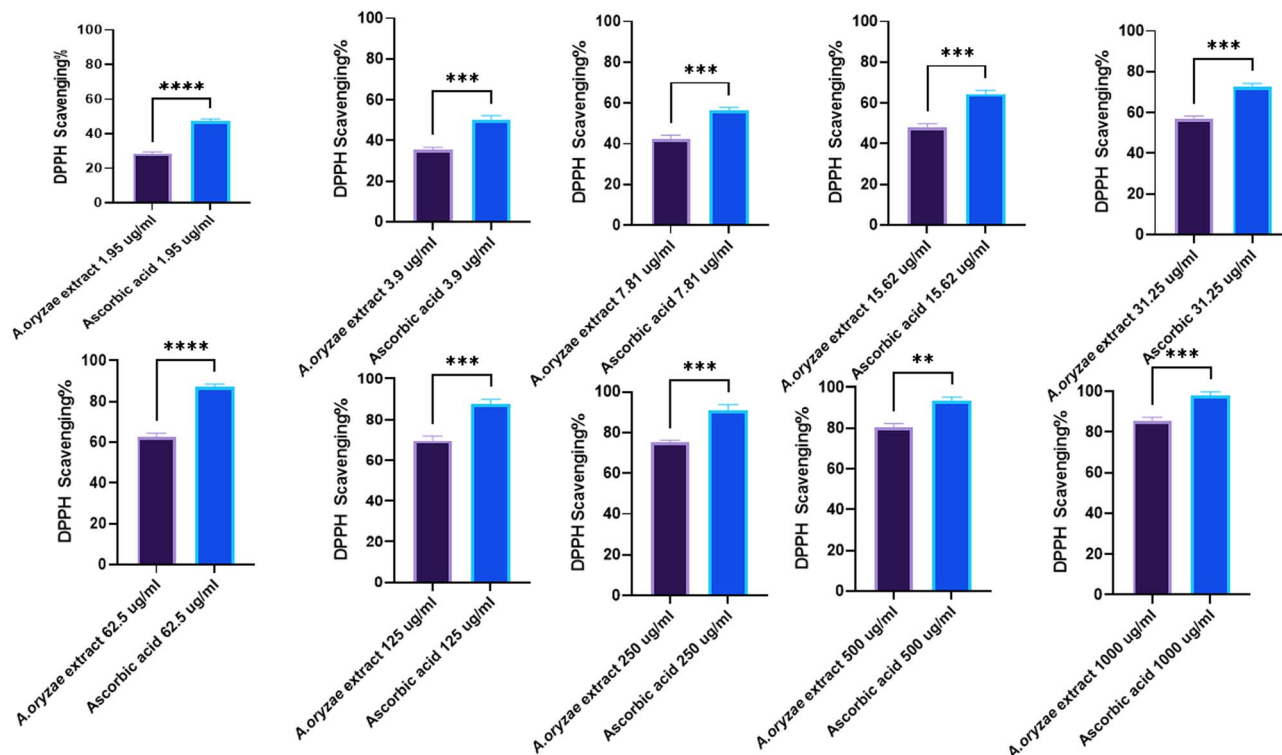 DPPH Scavenging%
100
80
60
40
20
0
****
A.oryzae extract 1.95 ug/ml
Ascorbic acid 1.95 ug/ml
DPPH Scavenging%
100
80
60
40
20
0
***
A.oryzae extract 3.9 ug/ml
Ascorbic acid 3.9 ug/ml
DPPH Scavenging%
100
80
60
40
20
0
***
A.oryzae extract 7.81 ug/ml
Ascorbic acid 7.81 ug/ml
DPPH Scavenging%
100
80
60
40
20
0
***
A.oryzae extract 15.62 ug/ml
Ascorbic acid 15.62 ug/ml
DPPH Scavenging%
100
80
60
40
20
0
***
A.oryzae extract 31.25 ug/ml
Ascorbic 31.25 ug/ml
DPPH Scavenging%
100
80
60
40
20
0
****
A.oryzae extract 62.5 ug/ml
Ascorbic acid 62.5 ug/ml
DPPH Scavenging%
100
80
60
40
20
0
***
A.oryzae extract 125 ug/ml
Ascorbic acid 125 ug/ml
DPPH Scavenging%
100
80
60
40
20
0
***
A.oryzae extract 250 ug/ml
Ascorbic acid 250 ug/ml
DPPH Scavenging%
100
80
60
40
20
0
**
A.oryzae extract 500 ug/ml
Ascorbic acid 500 ug/ml
DPPH Scavenging%
100
80
60
40
20
0
***
A.oryzae extract 1000 ug/ml
Ascorbic acid 1000 ug/ml